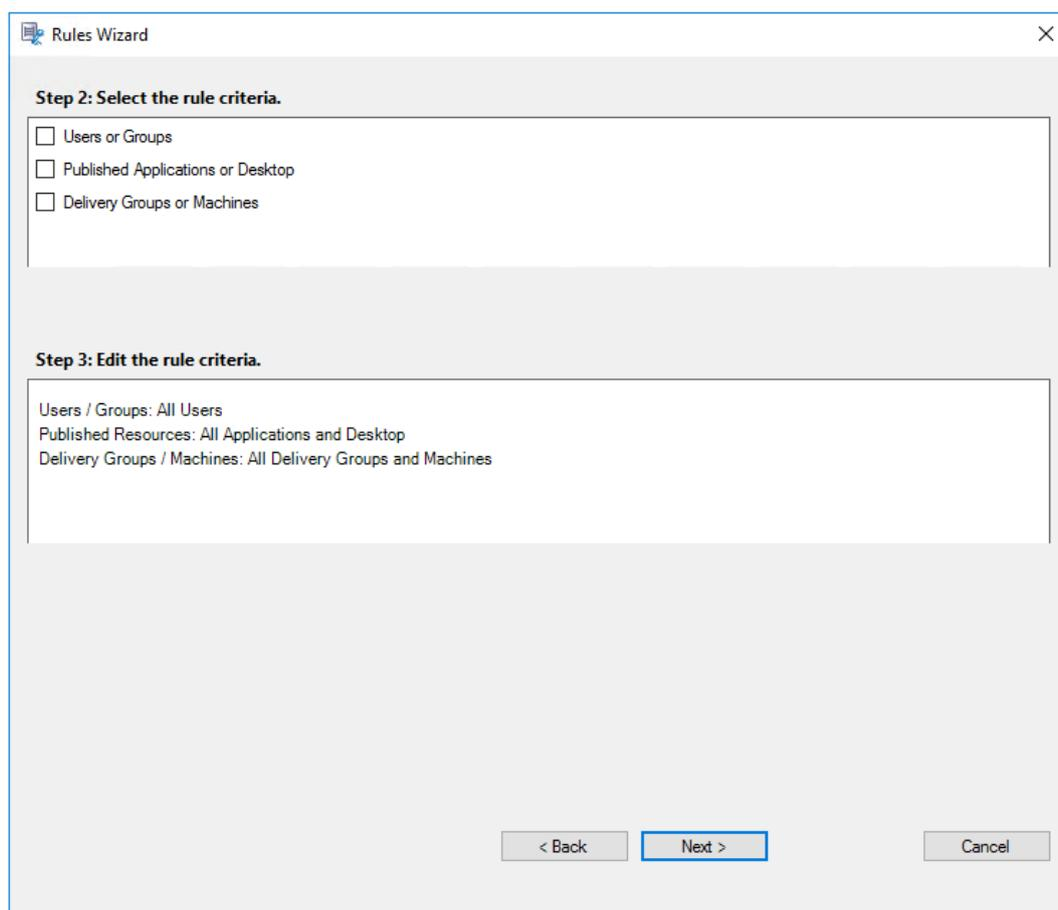 Rules Wizard
Step 2: Select the rule criteria.
Users or Groups
Published Applications or Desktop
Delivery Groups or Machines
Step 3: Edit the rule criteria.
Users / Groups: All Users
Published Resources: All Applications and Desktop
Delivery Groups / Machines: All Delivery Groups and Machines
< Back Next > Cancel